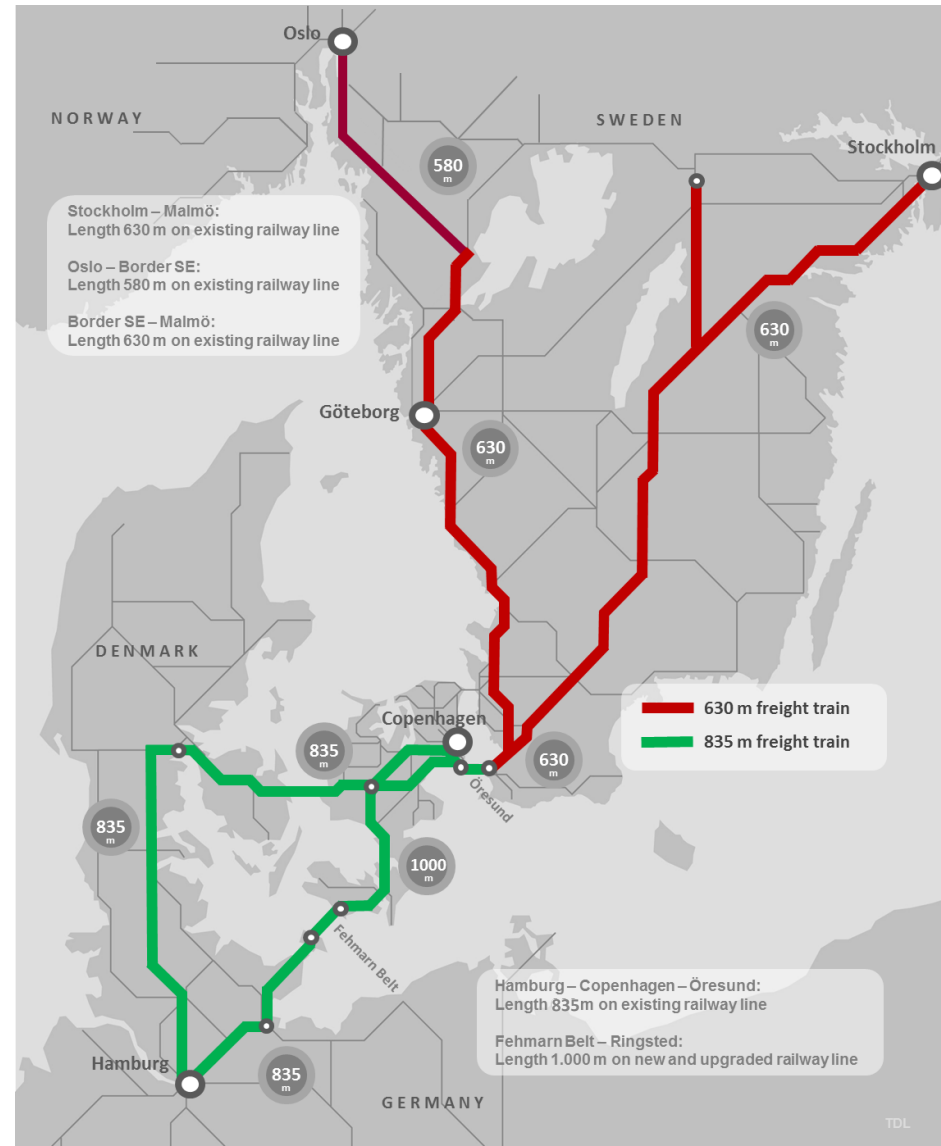 Oslo
NORWAY
SWEDEN
Stockholm
580
m
Stockholm – Malmö:
Length 630 m on existing railway line
Oslo – Border SE:
Length 580 m on existing railway line
Border SE – Malmö:
Length 630 m on existing railway line
630
m
Göteborg
630
m
DENMARK
630 m freight train
835 m freight train
Copenhagen
835
m
630
m
Öresund
835
m
1000
m
Fehmarn Belt
Hamburg – Copenhagen – Öresund:
Length 835m on existing railway line
Fehmarn Belt – Ringsted:
Length 1.000 m on new and upgraded railway line
Hamburg
835
m
GERMANY
TDL